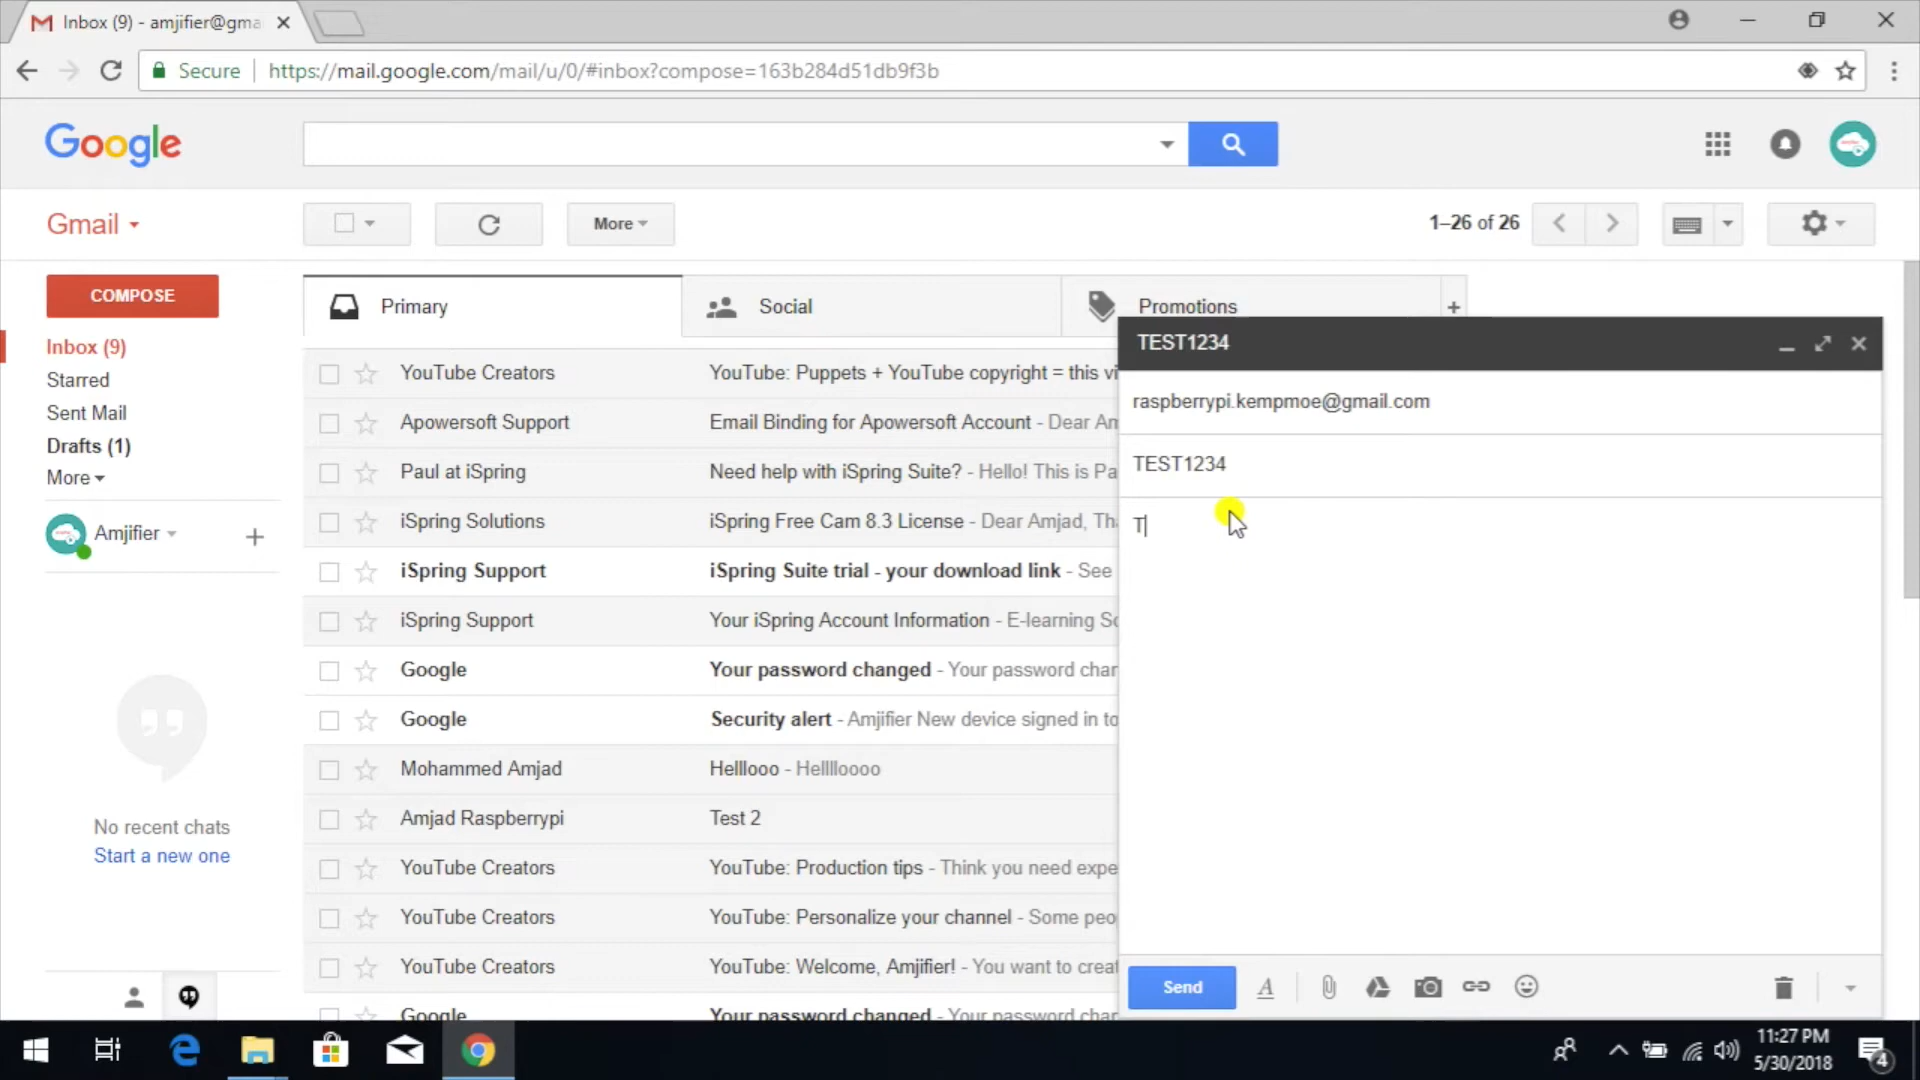 Inbox (9) - amjifier@gma
Secure | https://mail.google.com/mail/u/0/#inbox?compose=163b284d51db9f3b
Google
Gmail
More
1–26 of 26
COMPOSE
Inbox (9)
Starred
Sent Mail
Drafts (1)
More
Amjifier
No recent chats
Start a new one
Primary
Social
Promotions
YouTube Creators YouTube: Puppets + YouTube copyright = this vi
Apowersoft Support Email Binding for Apowersoft Account - Dear Am
Paul at iSpring Need help with iSpring Suite? - Hello! This is Pa
iSpring Solutions iSpring Free Cam 8.3 License - Dear Amjad, Tha
iSpring Support iSpring Suite trial - your download link - See
iSpring Support Your iSpring Account Information - E-learning So
Google Your password changed - Your password char
Google Security alert - Amjifier New device signed in to
Mohammed Amjad Helllooo - Helllloooo
Amjad Raspberrypi Test 2
YouTube Creators YouTube: Production tips - Think you need expe
YouTube Creators YouTube: Personalize your channel - Some peo
YouTube Creators YouTube: Welcome, Amjifier! - You want to creat
Google Your password changed - Your password char
TEST1234
raspberrypi.kempmoe@gmail.com
TEST1234
T
Send
11:27 PM
5/30/2018
4